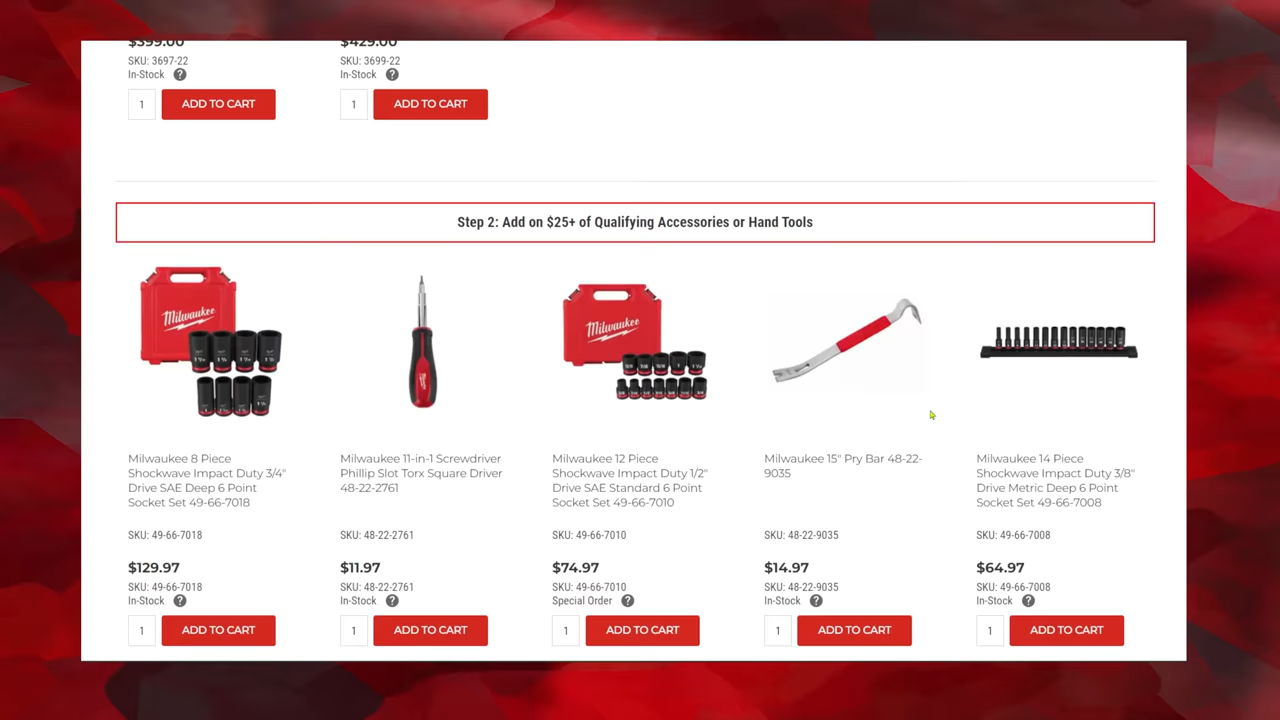 $399.00
$429.00
SKU: 3697-22
SKU: 3699-22
In-Stock ?
In-Stock ?
1 ADD TO CART
1 ADD TO CART
Step 2: Add on $25+ of Qualifying Accessories or Hand Tools
Milwaukee
Milwaukee
Milwaukee 8 Piece
Shockwave Impact Duty 3/4"
Drive SAE Deep 6 Point
Socket Set 49-66-7018
Milwaukee 11-in-1 Screwdriver
Phillip Slot Torx Square Driver
48-22-2761
Milwaukee 12 Piece
Shockwave Impact Duty 1/2"
Drive SAE Standard 6 Point
Socket Set 49-66-7010
Milwaukee 15" Pry Bar 48-22-
9035
Milwaukee 14 Piece
Shockwave Impact Duty 3/8"
Drive Metric Deep 6 Point
Socket Set 49-66-7008
SKU: 49-66-7018
SKU: 48-22-2761
SKU: 49-66-7010
SKU: 48-22-9035
SKU: 49-66-7008
$129.97
$11.97
$74.97
$14.97
$64.97
SKU: 49-66-7018
SKU: 48-22-2761
SKU: 49-66-7010
SKU: 48-22-9035
SKU: 49-66-7008
In-Stock ?
In-Stock ?
Special Order ?
In-Stock ?
In-Stock ?
1 ADD TO CART
1 ADD TO CART
1 ADD TO CART
1 ADD TO CART
1 ADD TO CART